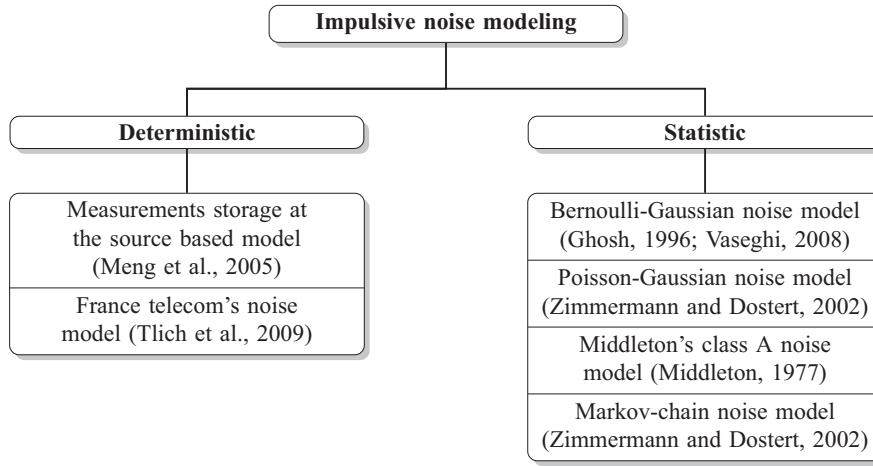 Impulsive noise modeling
Deterministic
Measurements storage at
the source based model
(Meng et al., 2005)
France telecom's noise
model (Tlich et al., 2009)
Statistic
Bernoulli-Gaussian noise model
(Ghosh, 1996; Vaseghi, 2008)
Poisson-Gaussian noise model
(Zimmermann and Dostert, 2002)
Middleton's class A noise
model (Middleton, 1977)
Markov-chain noise model
(Zimmermann and Dostert, 2002)